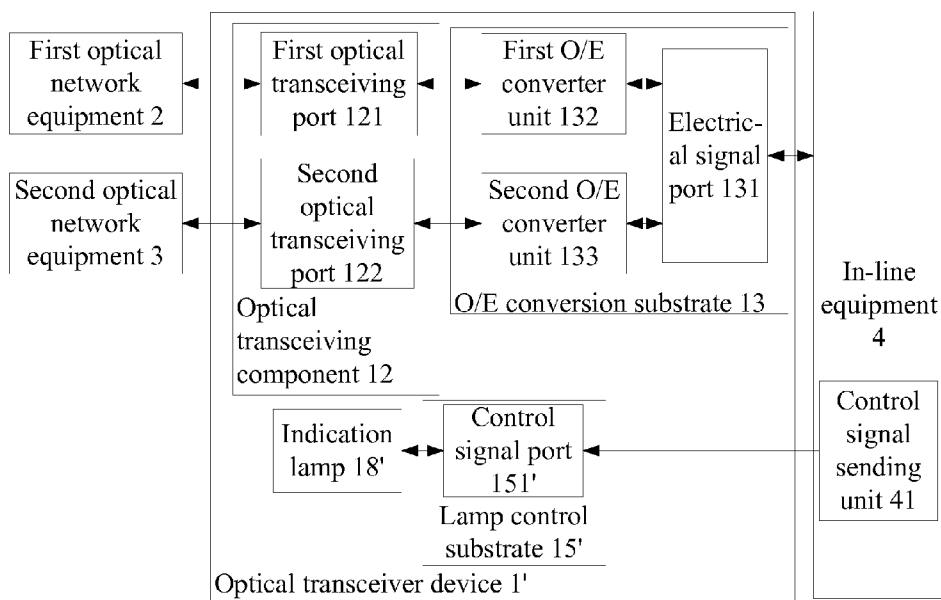 First optical
network
equipment 2
First optical
transceiving
port 121
First O/E
converter
unit 132
Electric-
al signal
port 131
Second optical
network
equipment 3
Second
optical
transceiving
port 122
Second O/E
converter
unit 133
O/E conversion substrate 13
Optical
transceiving
component 12
In-line
equipment
4
Indication
lamp 18'
Control
signal port
151'
Control
signal
sending
unit 41
Lamp control
substrate 15'
Optical transceiver device 1'